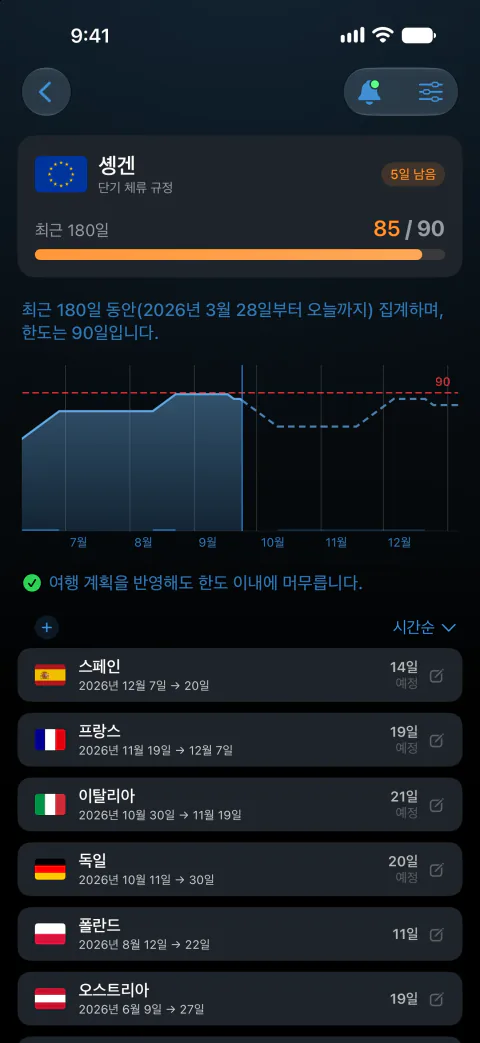 9:41
솅겐
단기 체류 규정
5일 남음
최근 180일
85 / 90
최근 180일 동안(2026년 3월 28일부터 오늘까지) 집계하며,
한도는 90일입니다.
90
7월 8월 9월 10월 11월 12월
여행 계획을 반영해도 한도 이내에 머무릅니다.
+ 시간순
스페인
2026년 12월 7일 → 20일
14일
예정
프랑스
2026년 11월 19일 → 12월 7일
19일
예정
이탈리아
2026년 10월 30일 → 11월 19일
21일
예정
독일
2026년 10월 11일 → 30일
20일
예정
폴란드
2026년 8월 12일 → 22일
11일
오스트리아
2026년 6월 9일 → 27일
19일